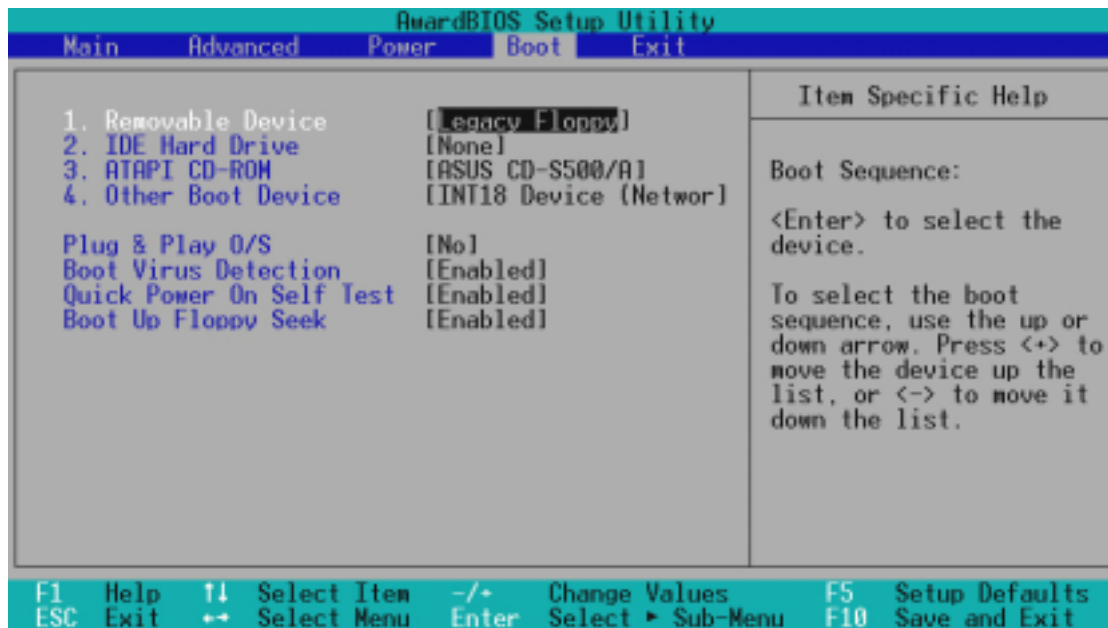 AwardBIOS Setup Utility
Main Advanced Power Boot Exit
1. Removable Device [Legacy Floppy]
2. IDE Hard Drive [None]
3. ATAPI CD-ROM [ASUS CD-S500/A]
4. Other Boot Device [INT18 Device (Networ]
Plug & Play O/S [No]
Boot Virus Detection [Enabled]
Quick Power On Self Test [Enabled]
Boot Up Floppy Seek [Enabled]
Item Specific Help
Boot Sequence:
<Enter> to select the
device.
To select the boot
sequence, use the up or
down arrow. Press <+> to
move the device up the
list, or <-> to move it
down the list.
F1 Help ↑↓ Select Item -/+ Change Values F5 Setup Defaults
ESC Exit ←→ Select Menu Enter Select ► Sub-Menu F10 Save and Exit